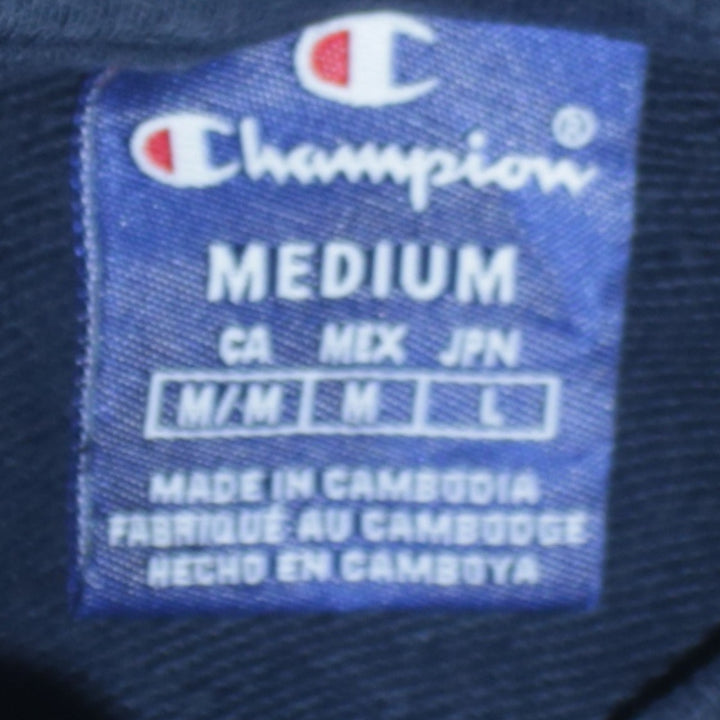 Champion®
MEDIUM
CA MEX JPN
M/M M L
MADE IN CAMBODIA
FABRIQUÉ AU CAMBODGE
HECHO EN CAMBOYA